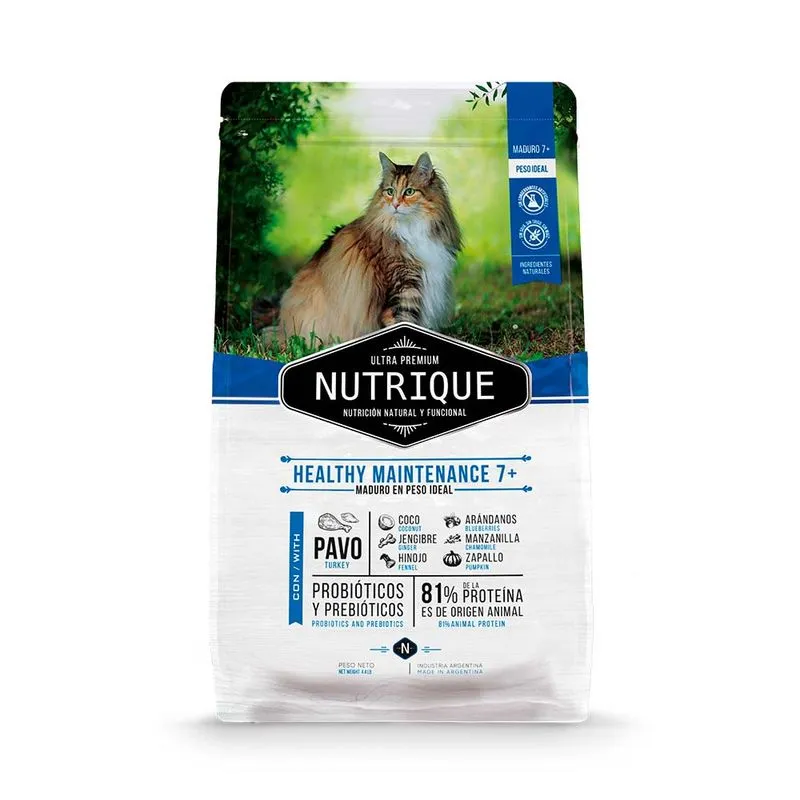 MADURO 7+
PESO IDEAL
INGREDIENTES
NATURALES
ULTRA PREMIUM
NUTRIQUE
NUTRICIÓN NATURAL Y FUNCIONAL
HEALTHY MAINTENANCE 7+
MADURO EN PESO IDEAL
CON / WITH
PAVO
TURKEY
COCO
COCONUT
JENGIBRE
GINGER
HINOJO
FENNEL
ARÁNDANOS
BLUEBERRIES
MANZANILLA
CHAMOMILE
ZAPALLO
PUMPKIN
PROBIÓTICOS
Y PREBIÓTICOS
PROBIOTICS AND PREBIOTICS
81% DE LA PROTEÍNA
ES DE ORIGEN ANIMAL
81% ANIMAL PROTEIN
N
PESO NETO
NET WEIGHT 4.4 LB
INDUSTRIA ARGENTINA
MADE IN ARGENTINA